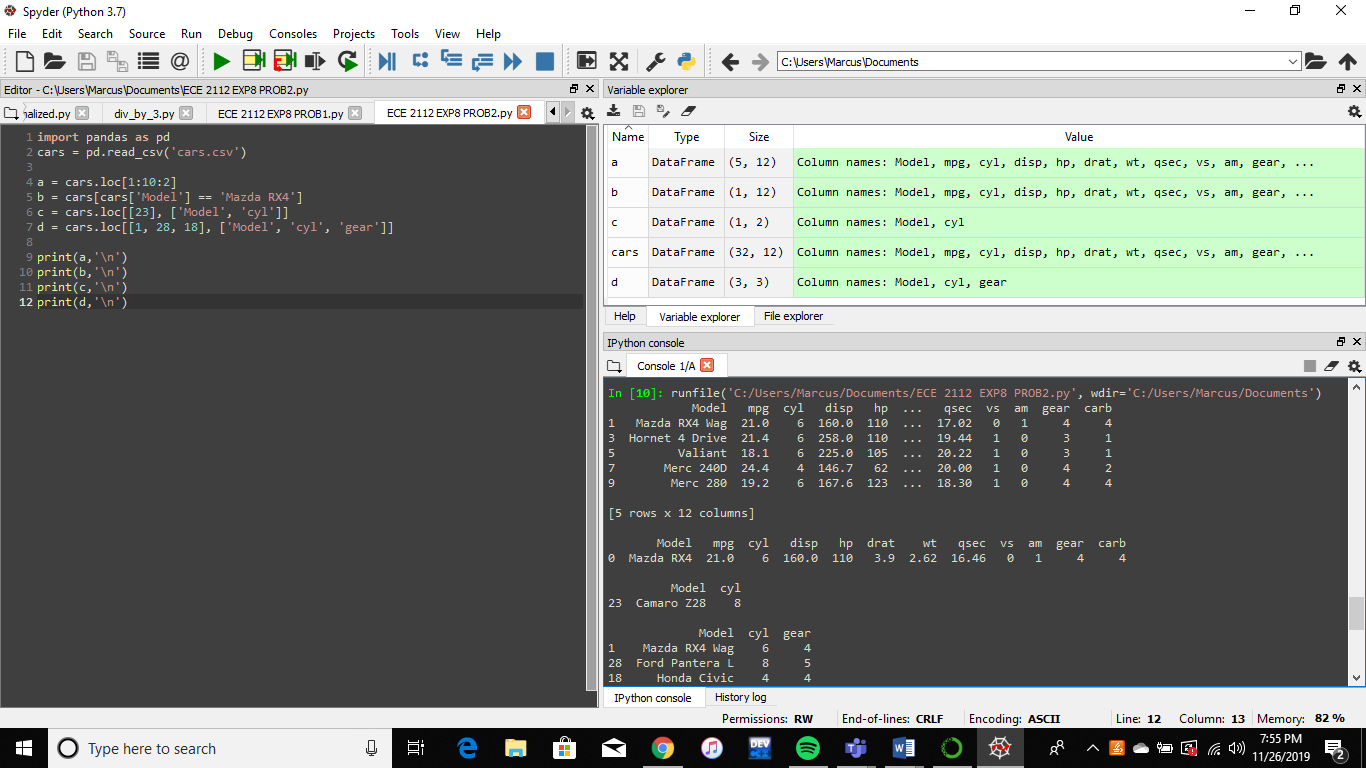 Spyder (Python 3.7)
File Edit Search Source Run Debug Consoles Projects Tools View Help
C:\Users\Marcus\Documents
Editor - C:\Users\Marcus\Documents\ECE 2112 EXP8 PROB2.py
nalized.py div_by_3.py ECE 2112 EXP8 PROB1.py ECE 2112 EXP8 PROB2.py
1 import pandas as pd
2 cars = pd.read_csv('cars.csv')
3
4 a = cars.loc[1:10:2]
5 b = cars[cars['Model'] == 'Mazda RX4']
6 c = cars.loc[[23], ['Model', 'cyl']]
7 d = cars.loc[[1, 28, 18], ['Model', 'cyl', 'gear']]
8
9 print(a,'\n')
10 print(b,'\n')
11 print(c,'\n')
12 print(d,'\n')
Variable explorer
Name Type Size Value
a DataFrame (5, 12) Column names: Model, mpg, cyl, disp, hp, drat, wt, qsec, vs, am, gear, ...
b DataFrame (1, 12) Column names: Model, mpg, cyl, disp, hp, drat, wt, qsec, vs, am, gear, ...
c DataFrame (1, 2) Column names: Model, cyl
cars DataFrame (32, 12) Column names: Model, mpg, cyl, disp, hp, drat, wt, qsec, vs, am, gear, ...
d DataFrame (3, 3) Column names: Model, cyl, gear
Help Variable explorer File explorer
IPython console
Console 1/A
In [10]: runfile('C:/Users/Marcus/Documents/ECE 2112 EXP8 PROB2.py', wdir='C:/Users/Marcus/Documents')
Model mpg cyl disp hp ... qsec vs am gear carb
1 Mazda RX4 Wag 21.0 6 160.0 110 ... 17.02 0 1 4 4
3 Hornet 4 Drive 21.4 6 258.0 110 ... 19.44 1 0 3 1
5 Valiant 18.1 6 225.0 105 ... 20.22 1 0 3 1
7 Merc 240D 24.4 4 146.7 62 ... 20.00 1 0 4 2
9 Merc 280 19.2 6 167.6 123 ... 18.30 1 0 4 4
[5 rows x 12 columns]
Model mpg cyl disp hp drat wt qsec vs am gear carb
0 Mazda RX4 21.0 6 160.0 110 3.9 2.62 16.46 0 1 4 4
Model cyl
23 Camaro Z28 8
Model cyl gear
1 Mazda RX4 Wag 6 4
28 Ford Pantera L 8 5
18 Honda Civic 4 4
IPython console History log
Permissions: RW End-of-lines: CRLF Encoding: ASCII Line: 12 Column: 13 Memory: 82 %
Type here to search
DEV
7:55 PM
11/26/2019
2